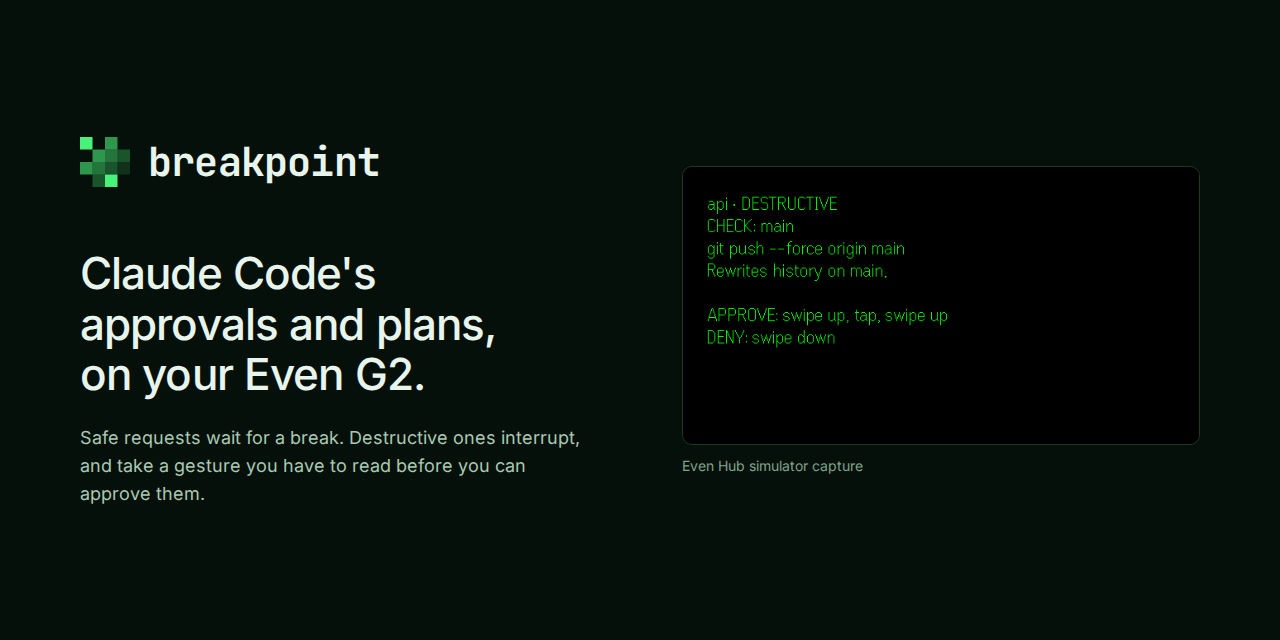 breakpoint
Claude Code's
approvals and plans,
on your Even G2.
Safe requests wait for a break. Destructive ones interrupt,
and take a gesture you have to read before you can
approve them.
api · DESTRUCTIVE
CHECK: main
git push --force origin main
Rewrites history on main.
APPROVE: swipe up, tap, swipe up
DENY: swipe down
Even Hub simulator capture